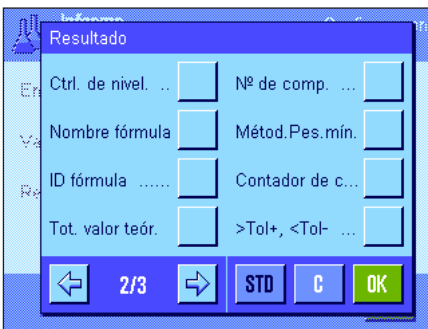 Informe
Resultado
Ctrl. de nivel. ..
Nº de comp. ...
Nombre fórmula
Métod.Pes.mín.
ID fórmula ......
Contador de c...
Tot. valor teór.
>Tol+, <Tol- ...
2/3
STD
C
OK